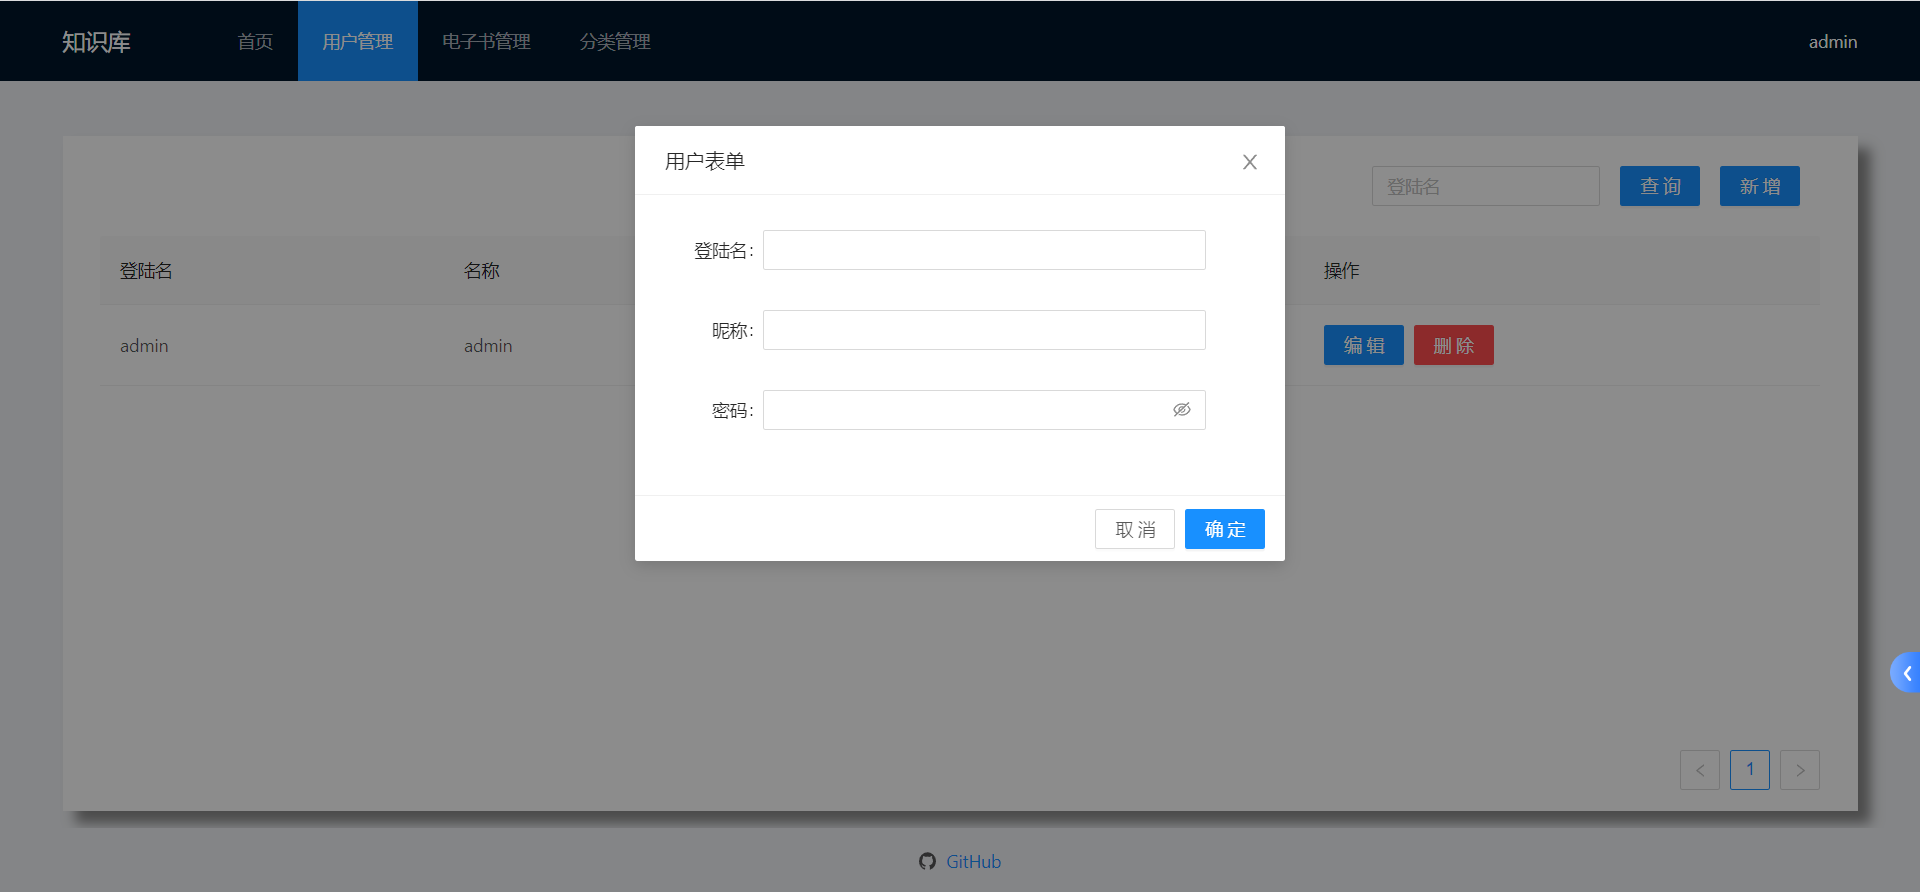 知识库 首页 用户管理 电子书管理 分类管理 admin
用户表单
登陆名 查询 新增
登陆名:
登陆名 名称 操作
昵称:
admin admin 编辑 删除
密码:
取消 确定
1
GitHub